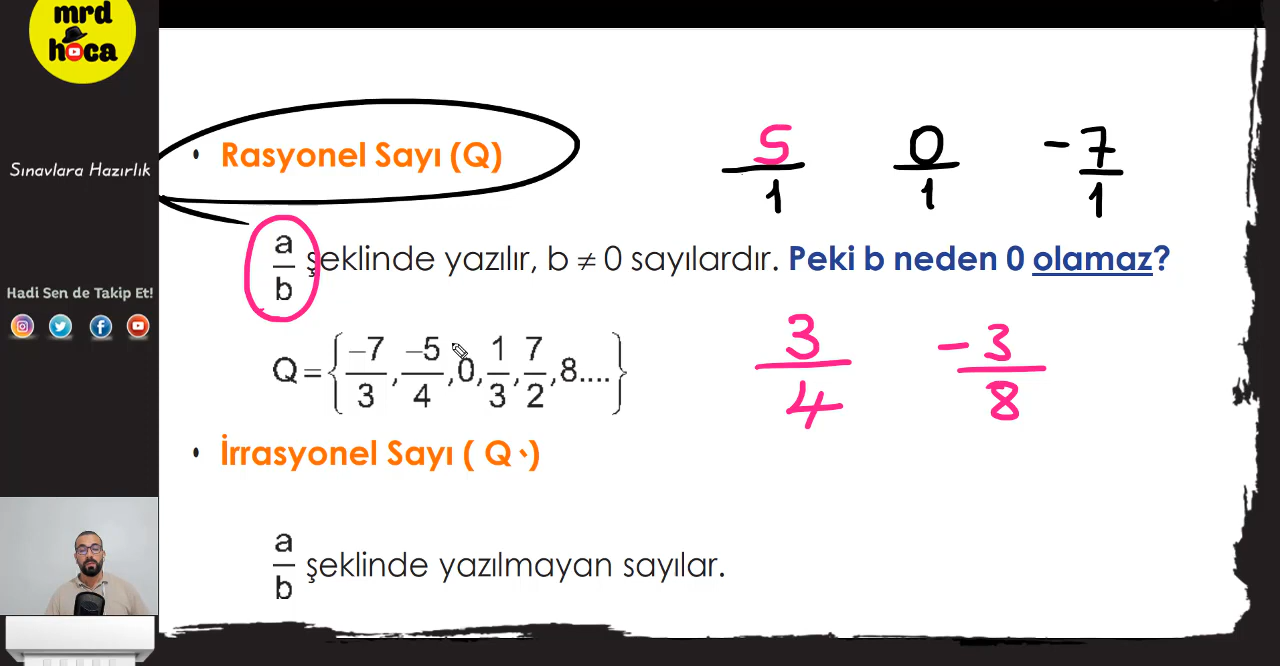 mrd
hoca
Sınavlara Hazırlık
Hadi Sen de Takip Et!
• Rasyonel Sayı (Q)
5/1 0/1 -7/1
a/b şeklinde yazılır, b ≠ 0 sayılardır. Peki b neden 0 olamaz?
Q = {-7/3, -5/4, 0, 1/3, 7/2, 8....}
3/4 -3/8
• İrrasyonel Sayı ( Q`)
a/b şeklinde yazılmayan sayılar.